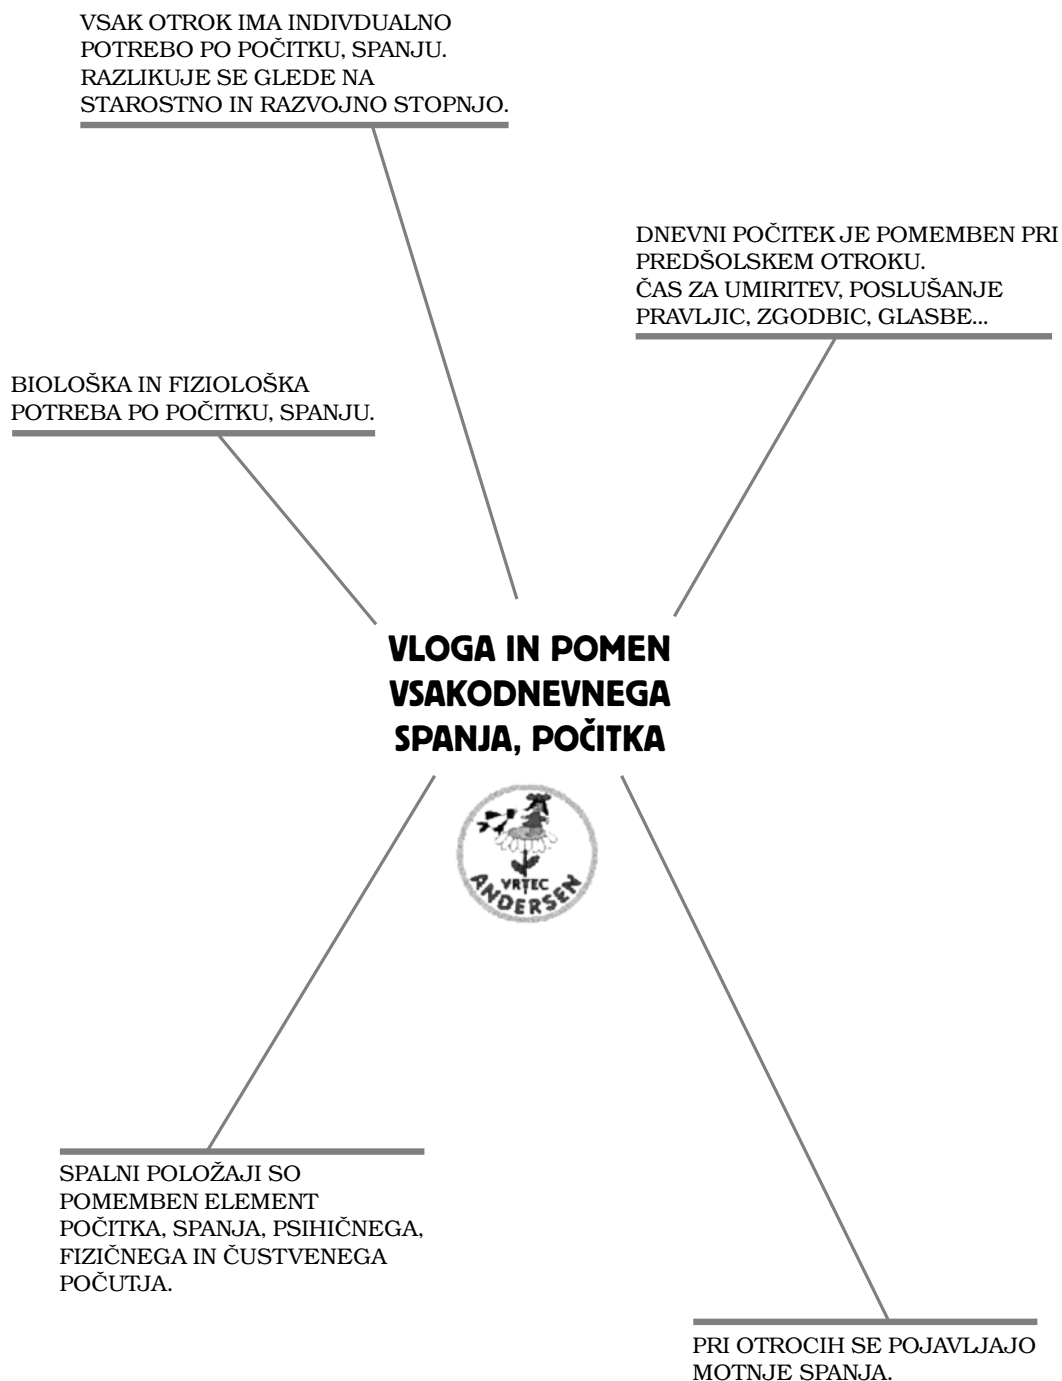 VSAK OTROK IMA INDIVDUALNO
POTREBO PO POČITKU, SPANJU.
RAZLIKUJE SE GLEDE NA
STAROSTNO IN RAZVOJNO STOPNJO.
DNEVNI POČITEK JE POMEMBEN PRI
PREDŠOLSKEM OTROKU.
ČAS ZA UMIRITEV, POSLUŠANJE
PRAVLJIC, ZGODBIC, GLASBE...
BIOLOŠKA IN FIZIOLOŠKA
POTREBA PO POČITKU, SPANJU.
VLOGA IN POMEN
VSAKODNEVNEGA
SPANJA, POČITKA
VRTEC
ANDERSEN
SPALNI POLOŽAJI SO
POMEMBEN ELEMENT
POČITKA, SPANJA, PSIHIČNEGA,
FIZIČNEGA IN ČUSTVENEGA
POČUTJA.
PRI OTROCIH SE POJAVLJAJO
MOTNJE SPANJA.